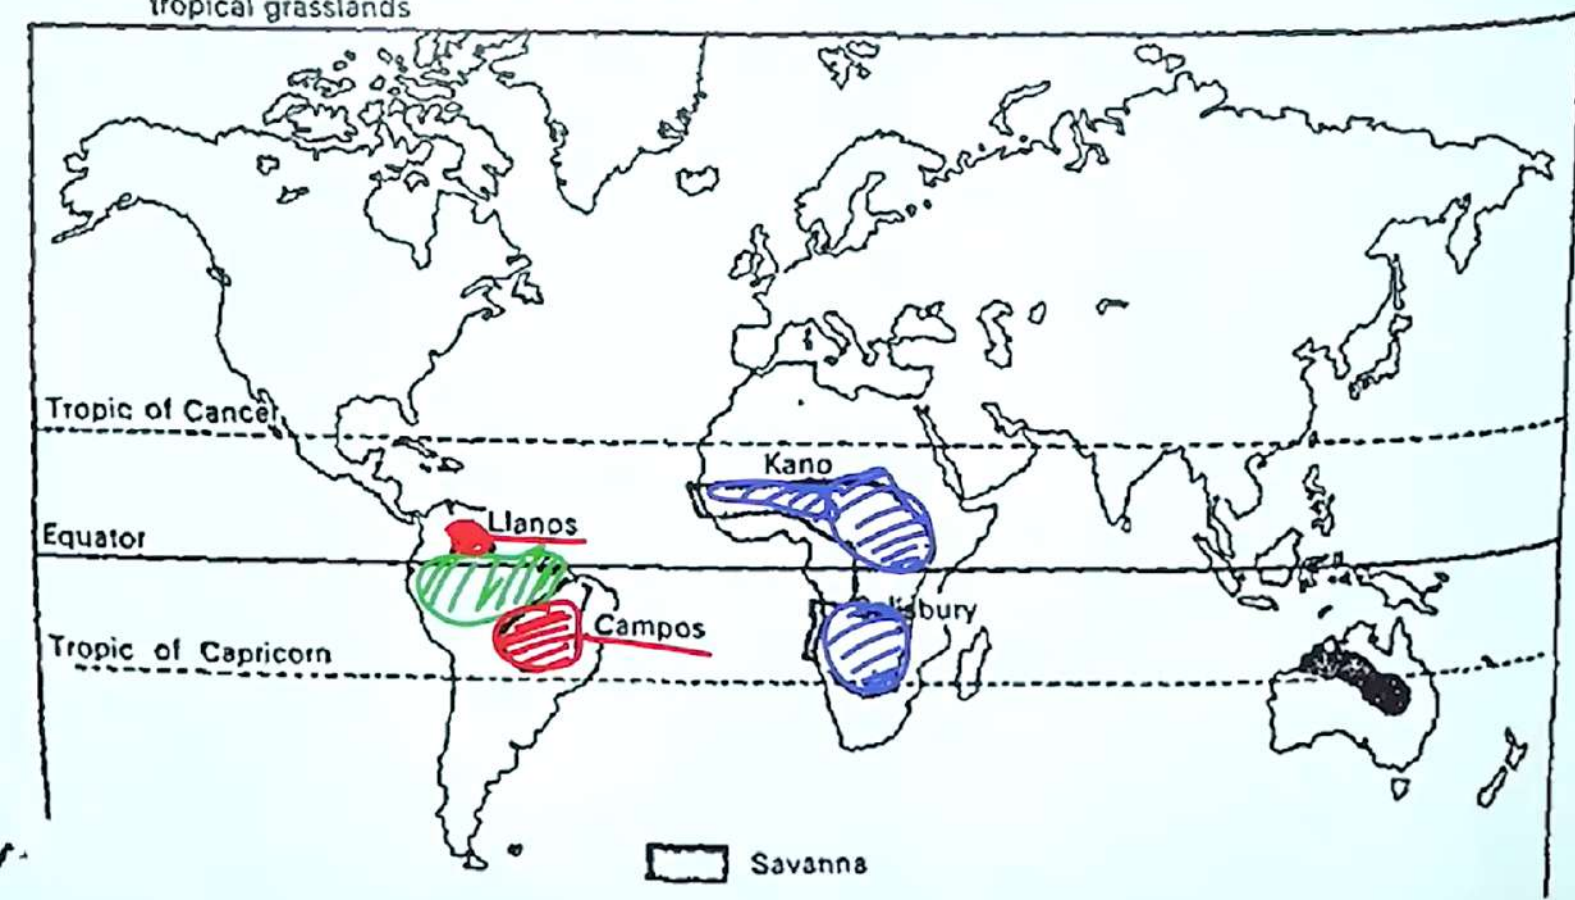 tropical grasslands
Tropic of Cancer
Kano
Llanos
Equator
Campos
Tropic of Capricorn
Savanna